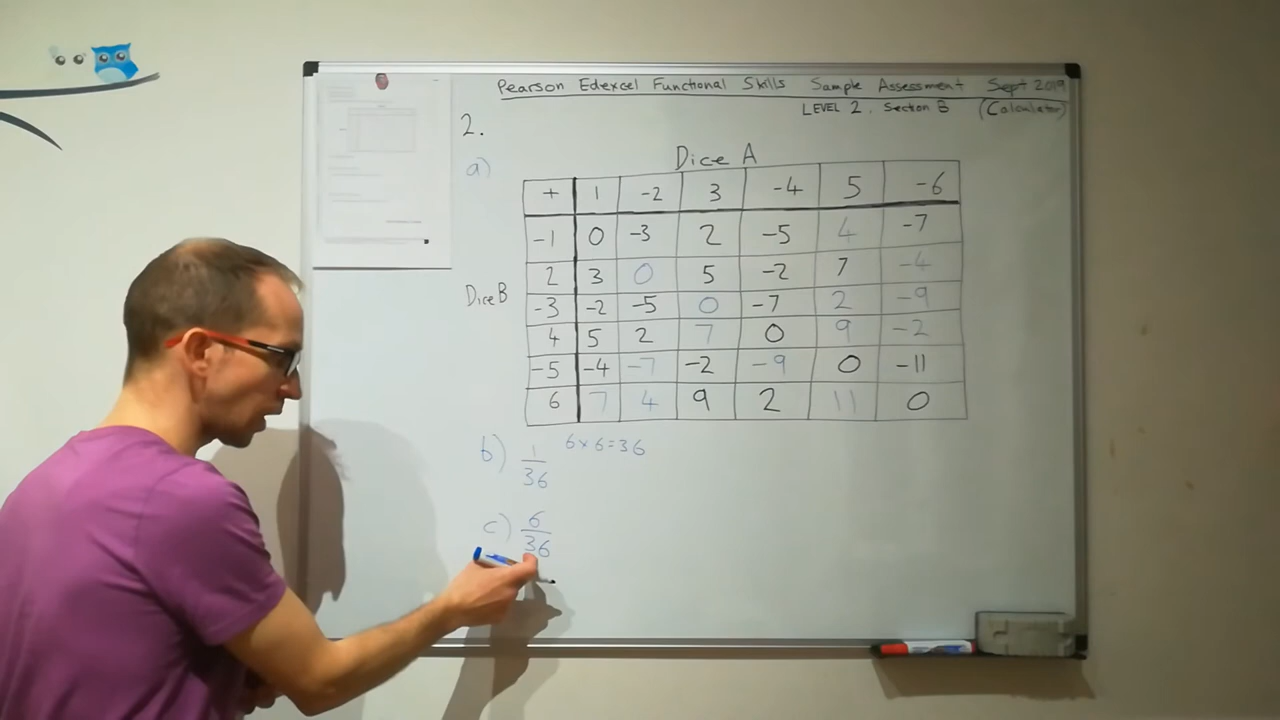 Pearson Edexcel Functional Skills Sample Assessment Sept 2019
LEVEL 2, Section B (Calculator)
2.
a)
Dice A
+ 1 -2 3 -4 5 -6
-1 0 -3 2 -5 4 -7
2 3 0 5 -2 7 -4
Dice B
-3 -2 -5 0 -7 2 -9
4 5 2 7 0 9 -2
-5 -4 -7 -2 -9 0 -11
6 7 4 9 2 11 0
b) 1/36 6×6=36
c) 6/36